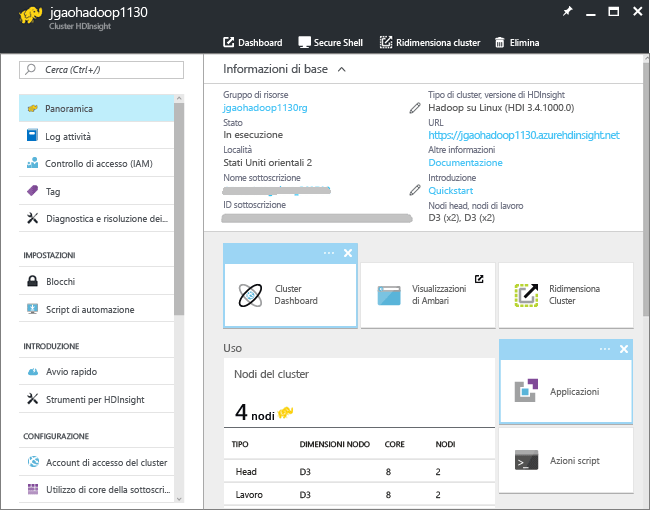 jgaohadoop1130
Cluster HDInsight
Dashboard
Secure Shell
Ridimensiona cluster
Elimina
Cerca (Ctrl+/)
Panoramica
Log attività
Controllo di accesso (IAM)
Tag
Diagnostica e risoluzione dei...
IMPOSTAZIONI
Blocchi
Script di automazione
INTRODUZIONE
Avvio rapido
Strumenti per HDInsight
CONFIGURAZIONE
Account di accesso del cluster
Utilizzo di core della sottoscri...
Informazioni di base
Gruppo di risorse
jgaohadoop1130rg
Stato
In esecuzione
Località
Stati Uniti orientali 2
Nome sottoscrizione
ID sottoscrizione
Tipo di cluster, versione di HDInsight
Hadoop su Linux (HDI 3.4.1000.0)
URL
https://jgaohadoop1130.azurehdinsight.net
Altre informazioni
Documentazione
Introduzione
Quickstart
Nodi head, nodi di lavoro
D3 (x2), D3 (x2)
Cluster
Dashboard
Visualizzazioni
di Ambari
Ridimensiona
Cluster
Uso
Nodi del cluster
4 nodi
TIPO DIMENSIONI NODO CORE NODI
Head D3 8 2
Lavoro D3 8 2
Applicazioni
Azioni script